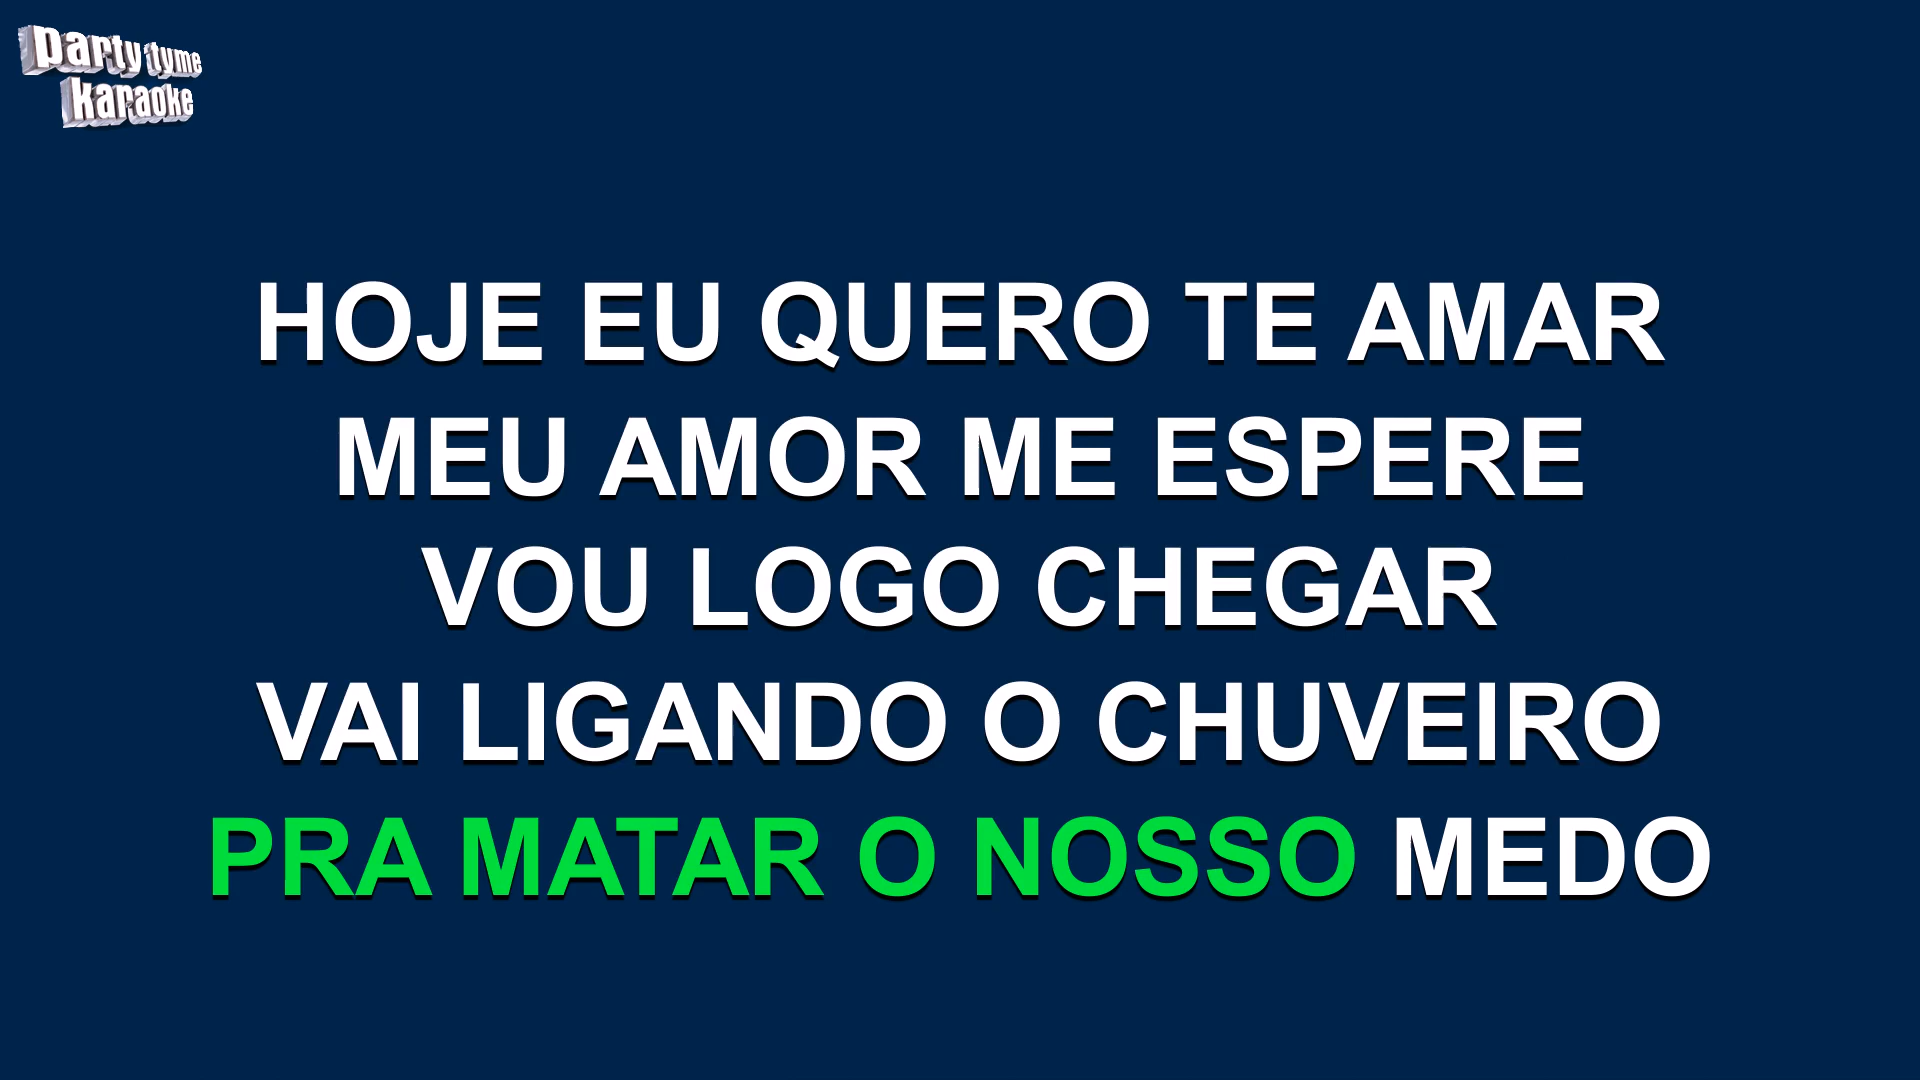 party tyme
karaoke
HOJE EU QUERO TE AMAR
MEU AMOR ME ESPERE
VOU LOGO CHEGAR
VAI LIGANDO O CHUVEIRO
PRA MATAR O NOSSO MEDO